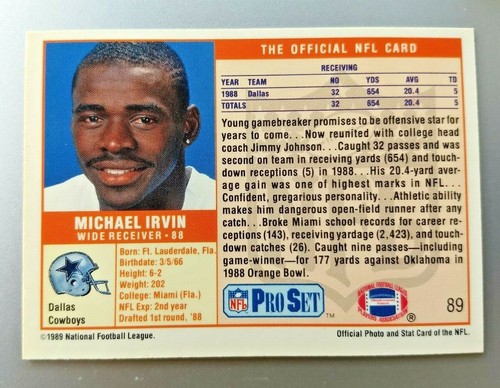 THE OFFICIAL NFL CARD
RECEIVING
YEAR TEAM NO YDS AVG TD
1988 Dallas 32 654 20.4 5
TOTALS 32 654 20.4 5
Young gamebreaker promises to be offensive star for
years to come. . .Now reunited with college head
coach Jimmy Johnson. . .Caught 32 passes and was
second on team in receiving yards (654) and touch-
down receptions (5) in 1988. . .His 20.4-yard aver-
age gain was one of highest marks in NFL. . .
Confident, gregarious personality. . .Athletic ability
makes him dangerous open-field runner after any
catch. . . Broke Miami school records for career re-
ceptions (143), receiving yardage (2,423), and touch-
down catches (26). Caught nine passes—including
game-winner—for 177 yards against Oklahoma in
1988 Orange Bowl.
MICHAEL IRVIN
WIDE RECEIVER • 88
Born: Ft. Lauderdale, Fla.
Birthdate: 3/5/66
Height: 6-2
Weight: 202
College: Miami (Fla.)
NFL Exp: 2nd year
Drafted 1st round, '88
Dallas
Cowboys
NFL
PRO SET
TM
NATIONAL FOOTBALL LEAGUE
PLAYERS ASSOCIATION
®
89
©1989 National Football League.
Official Photo and Stat Card of the NFL.